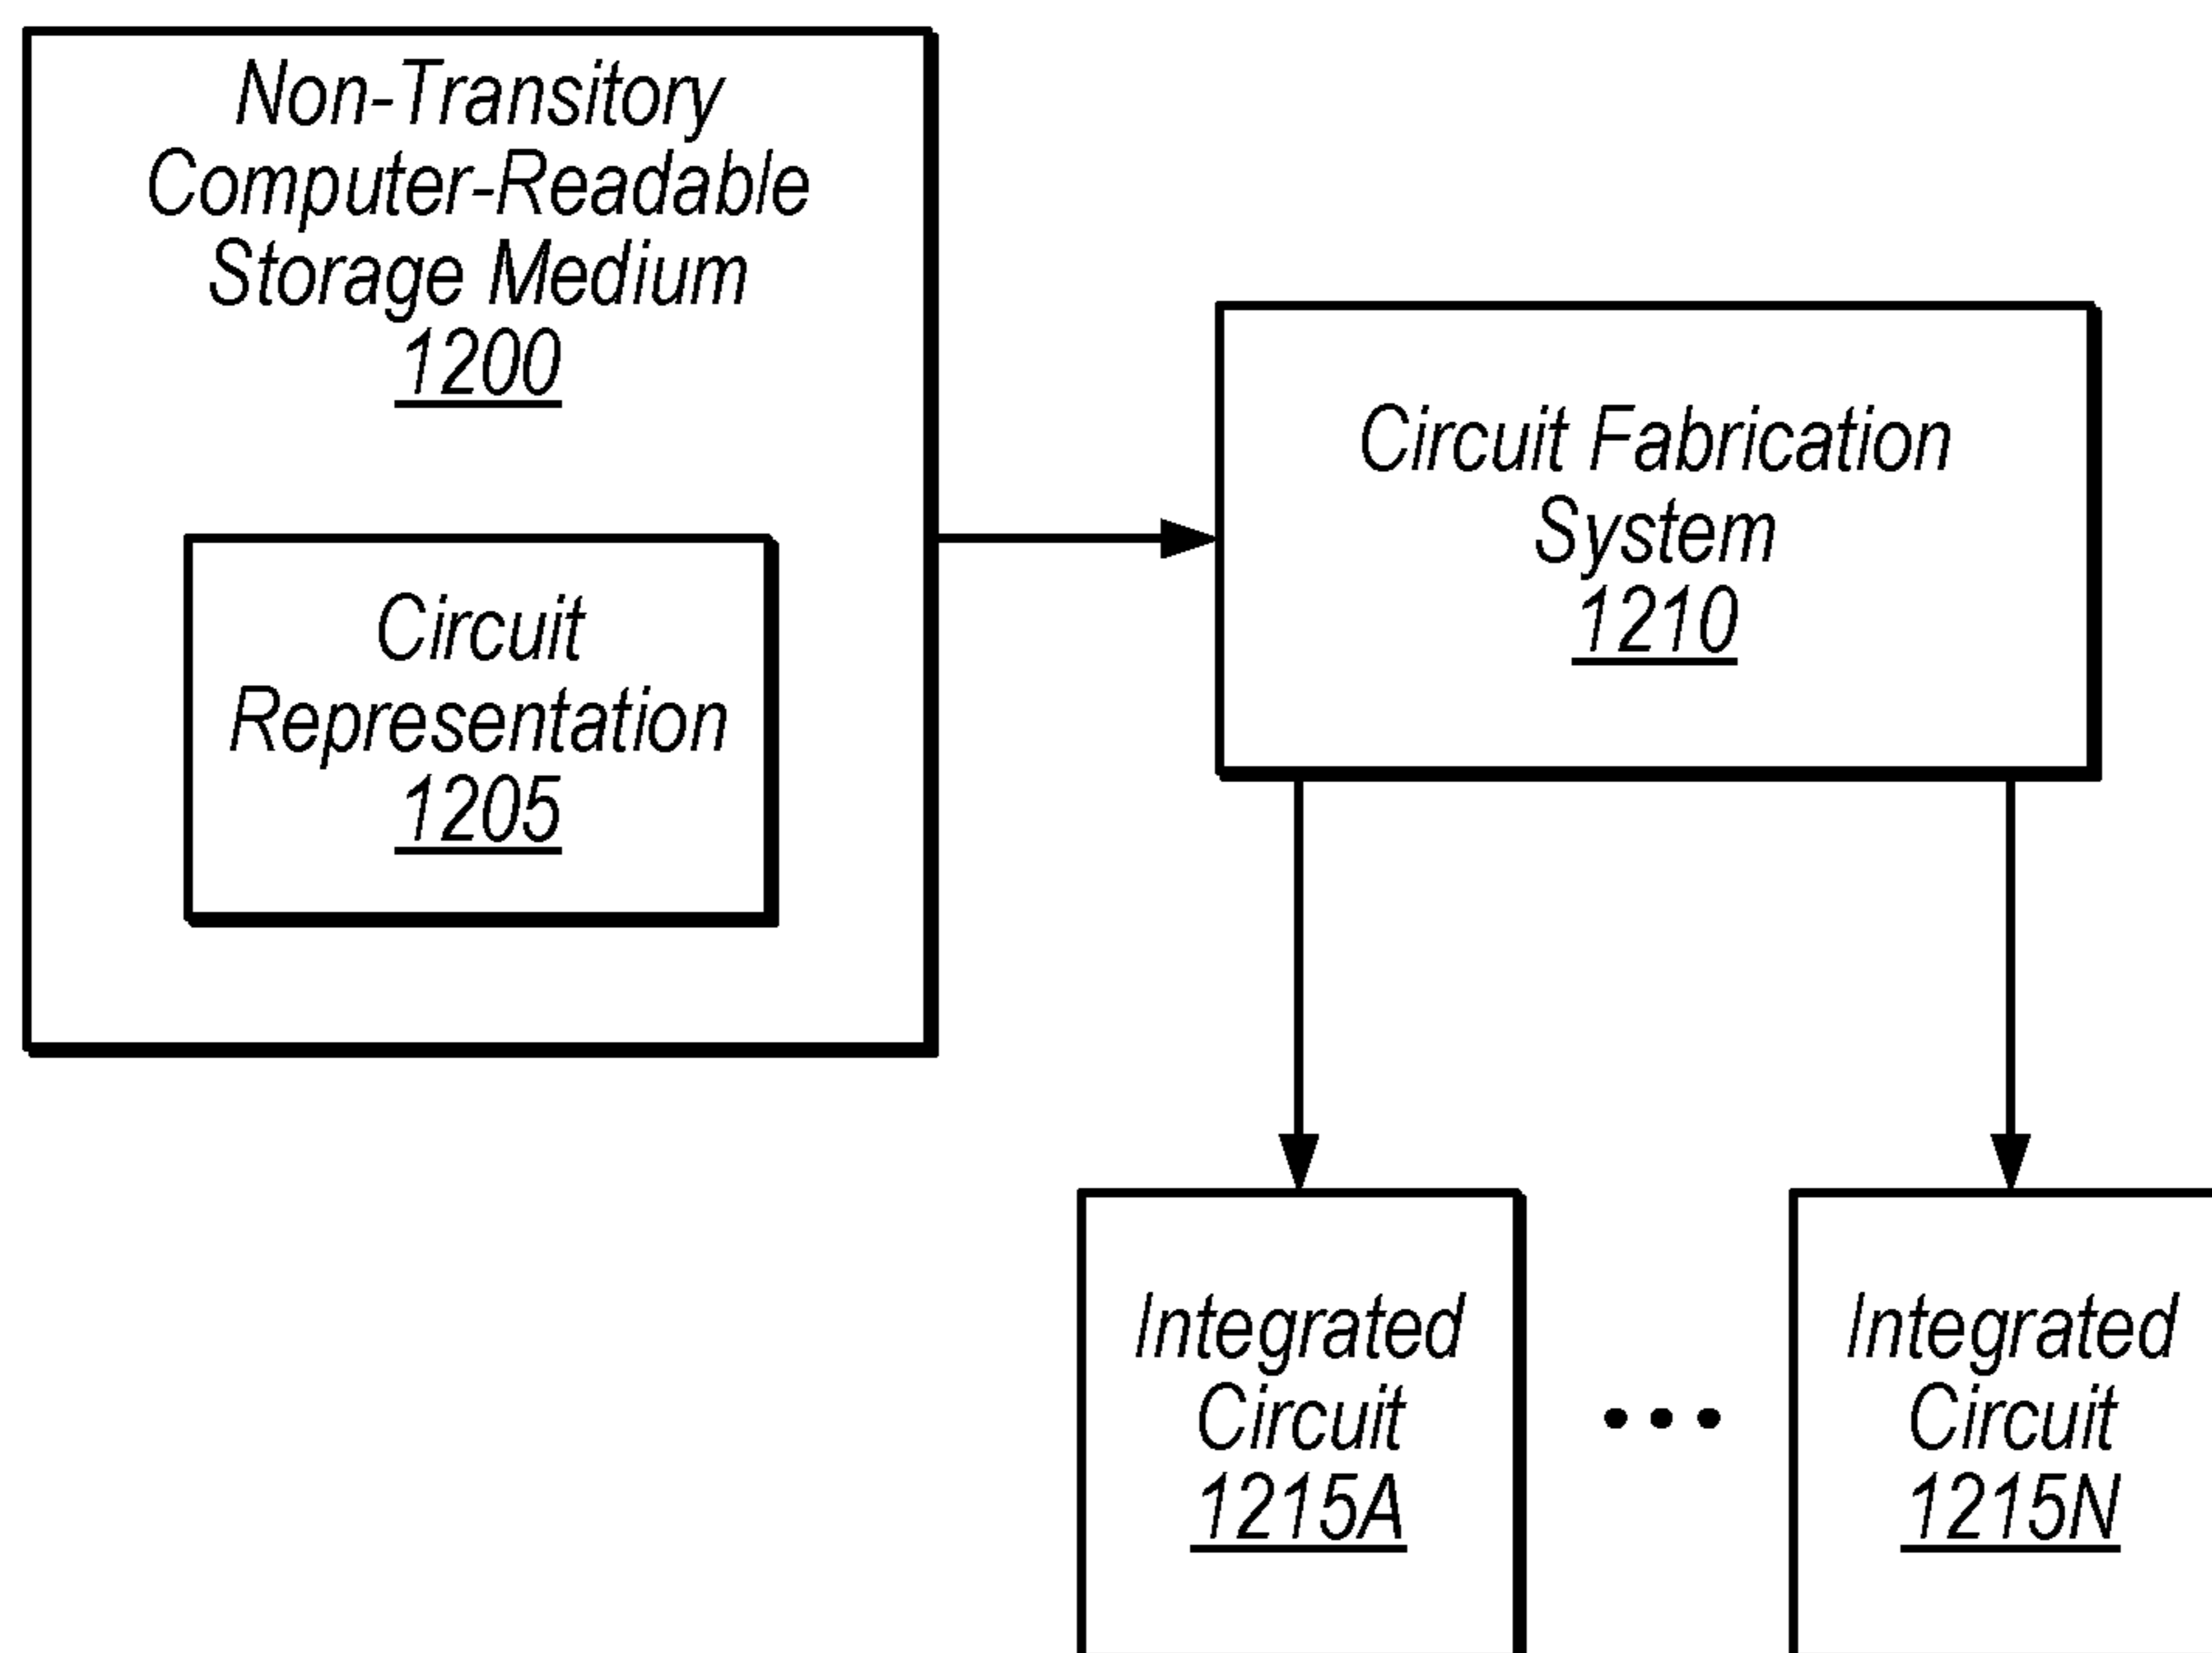 Non-Transitory
Computer-Readable
Storage Medium
1200
Circuit
Representation
1205
Circuit Fabrication
System
1210
Integrated
Circuit
1215A
Integrated
Circuit
1215N